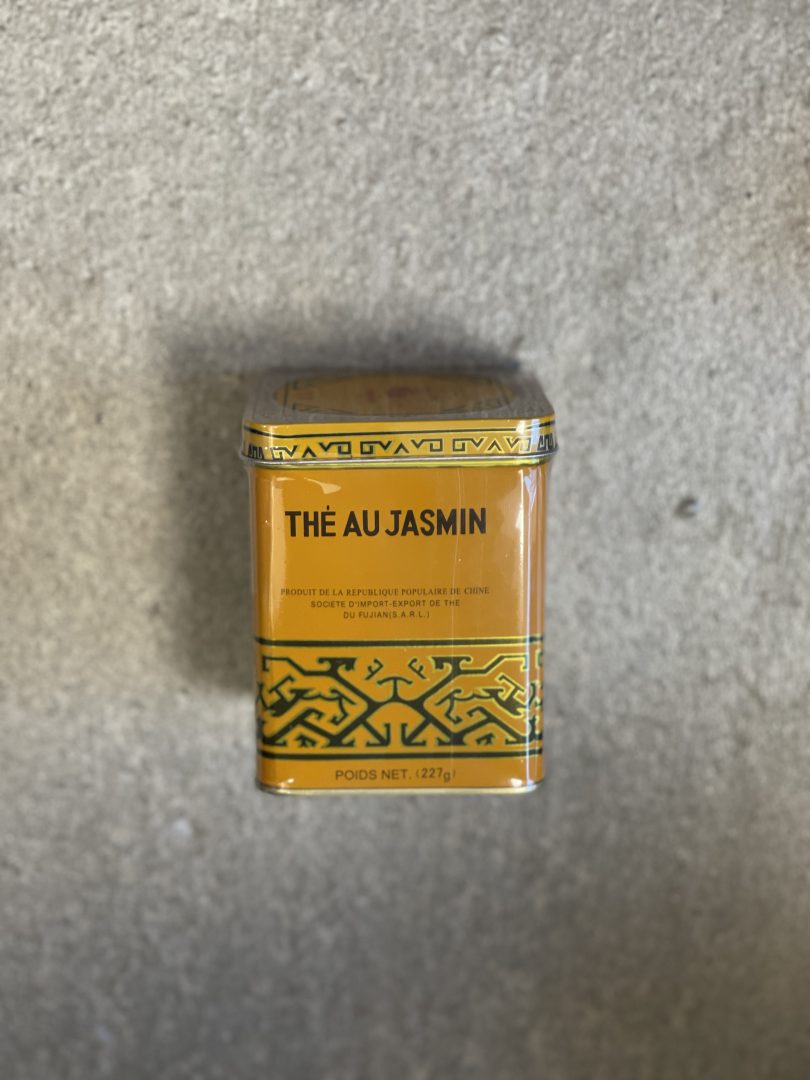 THÉ AU JASMIN
PRODUIT DE LA REPUBLIQUE POPULAIRE DE CHINE
SOCIETE D'IMPORT-EXPORT DE THE
DU FUJIAN(S.A.R.L.)
POIDS NET. (227g)